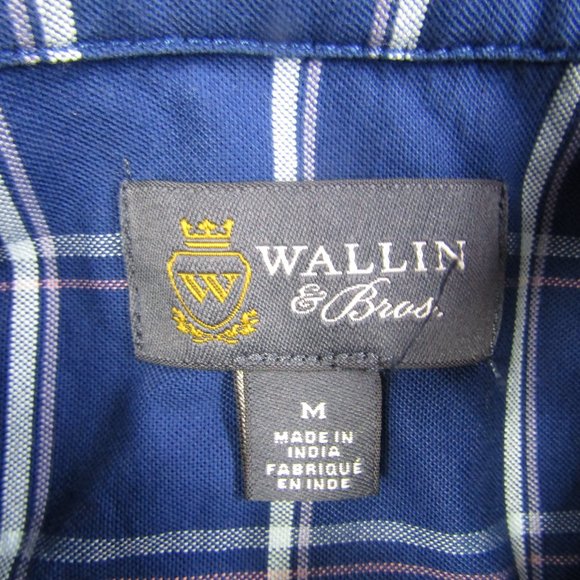 W
WALLIN
& Bros.
M
MADE IN
INDIA
FABRIQUÉ
EN INDE